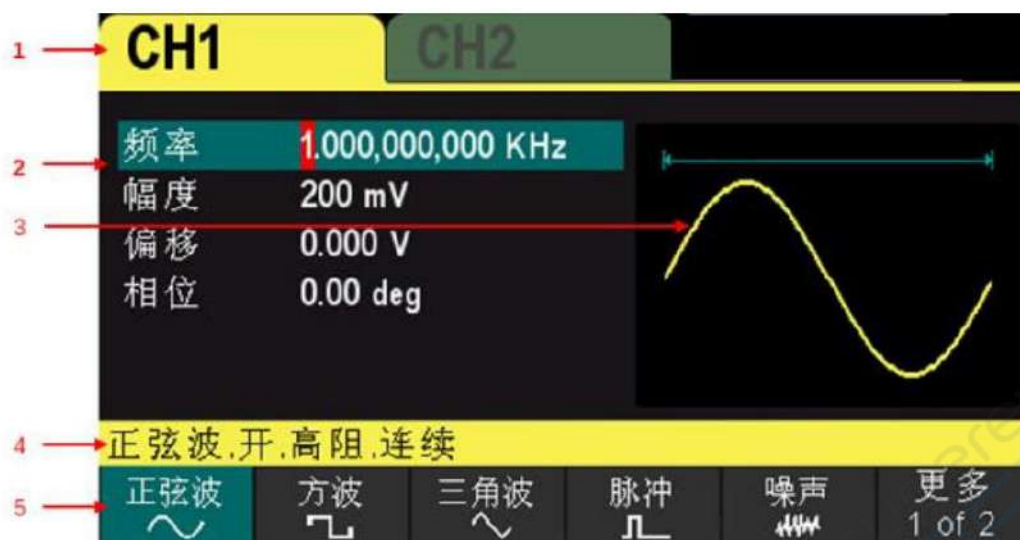 1 CH1 CH2
2 频率 1.000,000,000 KHz
幅度 200 mV
3 偏移 0.000 V
相位 0.00 deg
4 正弦波,开,高阻,连续
5 正弦波 方波 三角波 脉冲 噪声 更多
1 of 2